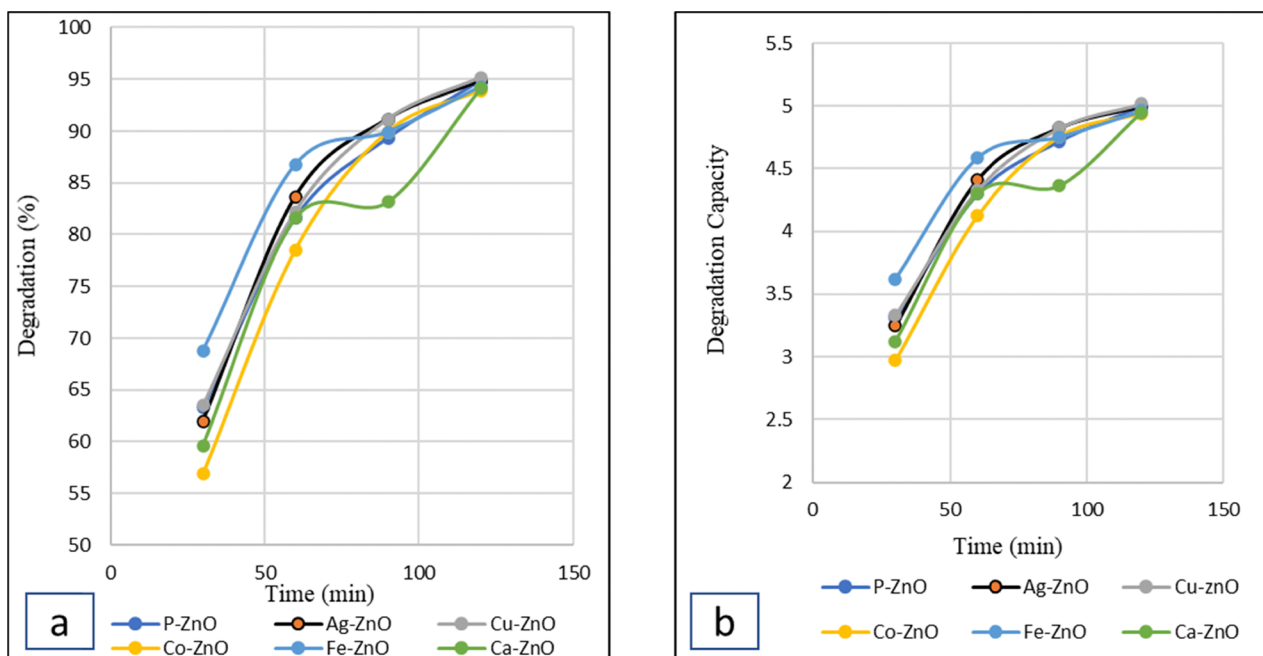 100
95
90
85
80
75
70
65
60
55
50
Degradation (%)
0 50 100 150
Time (min)
P-ZnO Ag-ZnO Cu-ZnO
Co-ZnO Fe-ZnO Ca-ZnO
a
5.5
5
4.5
4
3.5
3
2.5
2
Degradation Capacity
0 50 100 150
Time (min)
P-ZnO Ag-ZnO Cu-znO
Co-ZnO Fe-ZnO Ca-ZnO
b